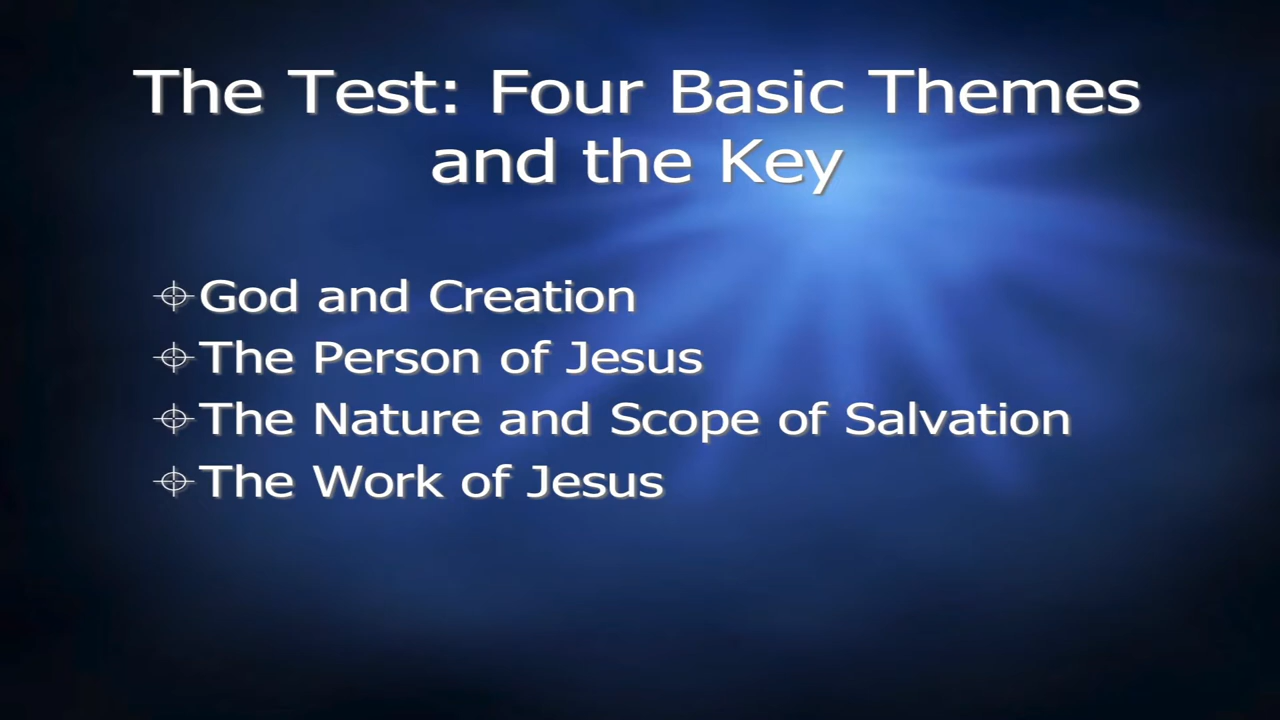 The Test: Four Basic Themes
and the Key
God and Creation
The Person of Jesus
The Nature and Scope of Salvation
The Work of Jesus